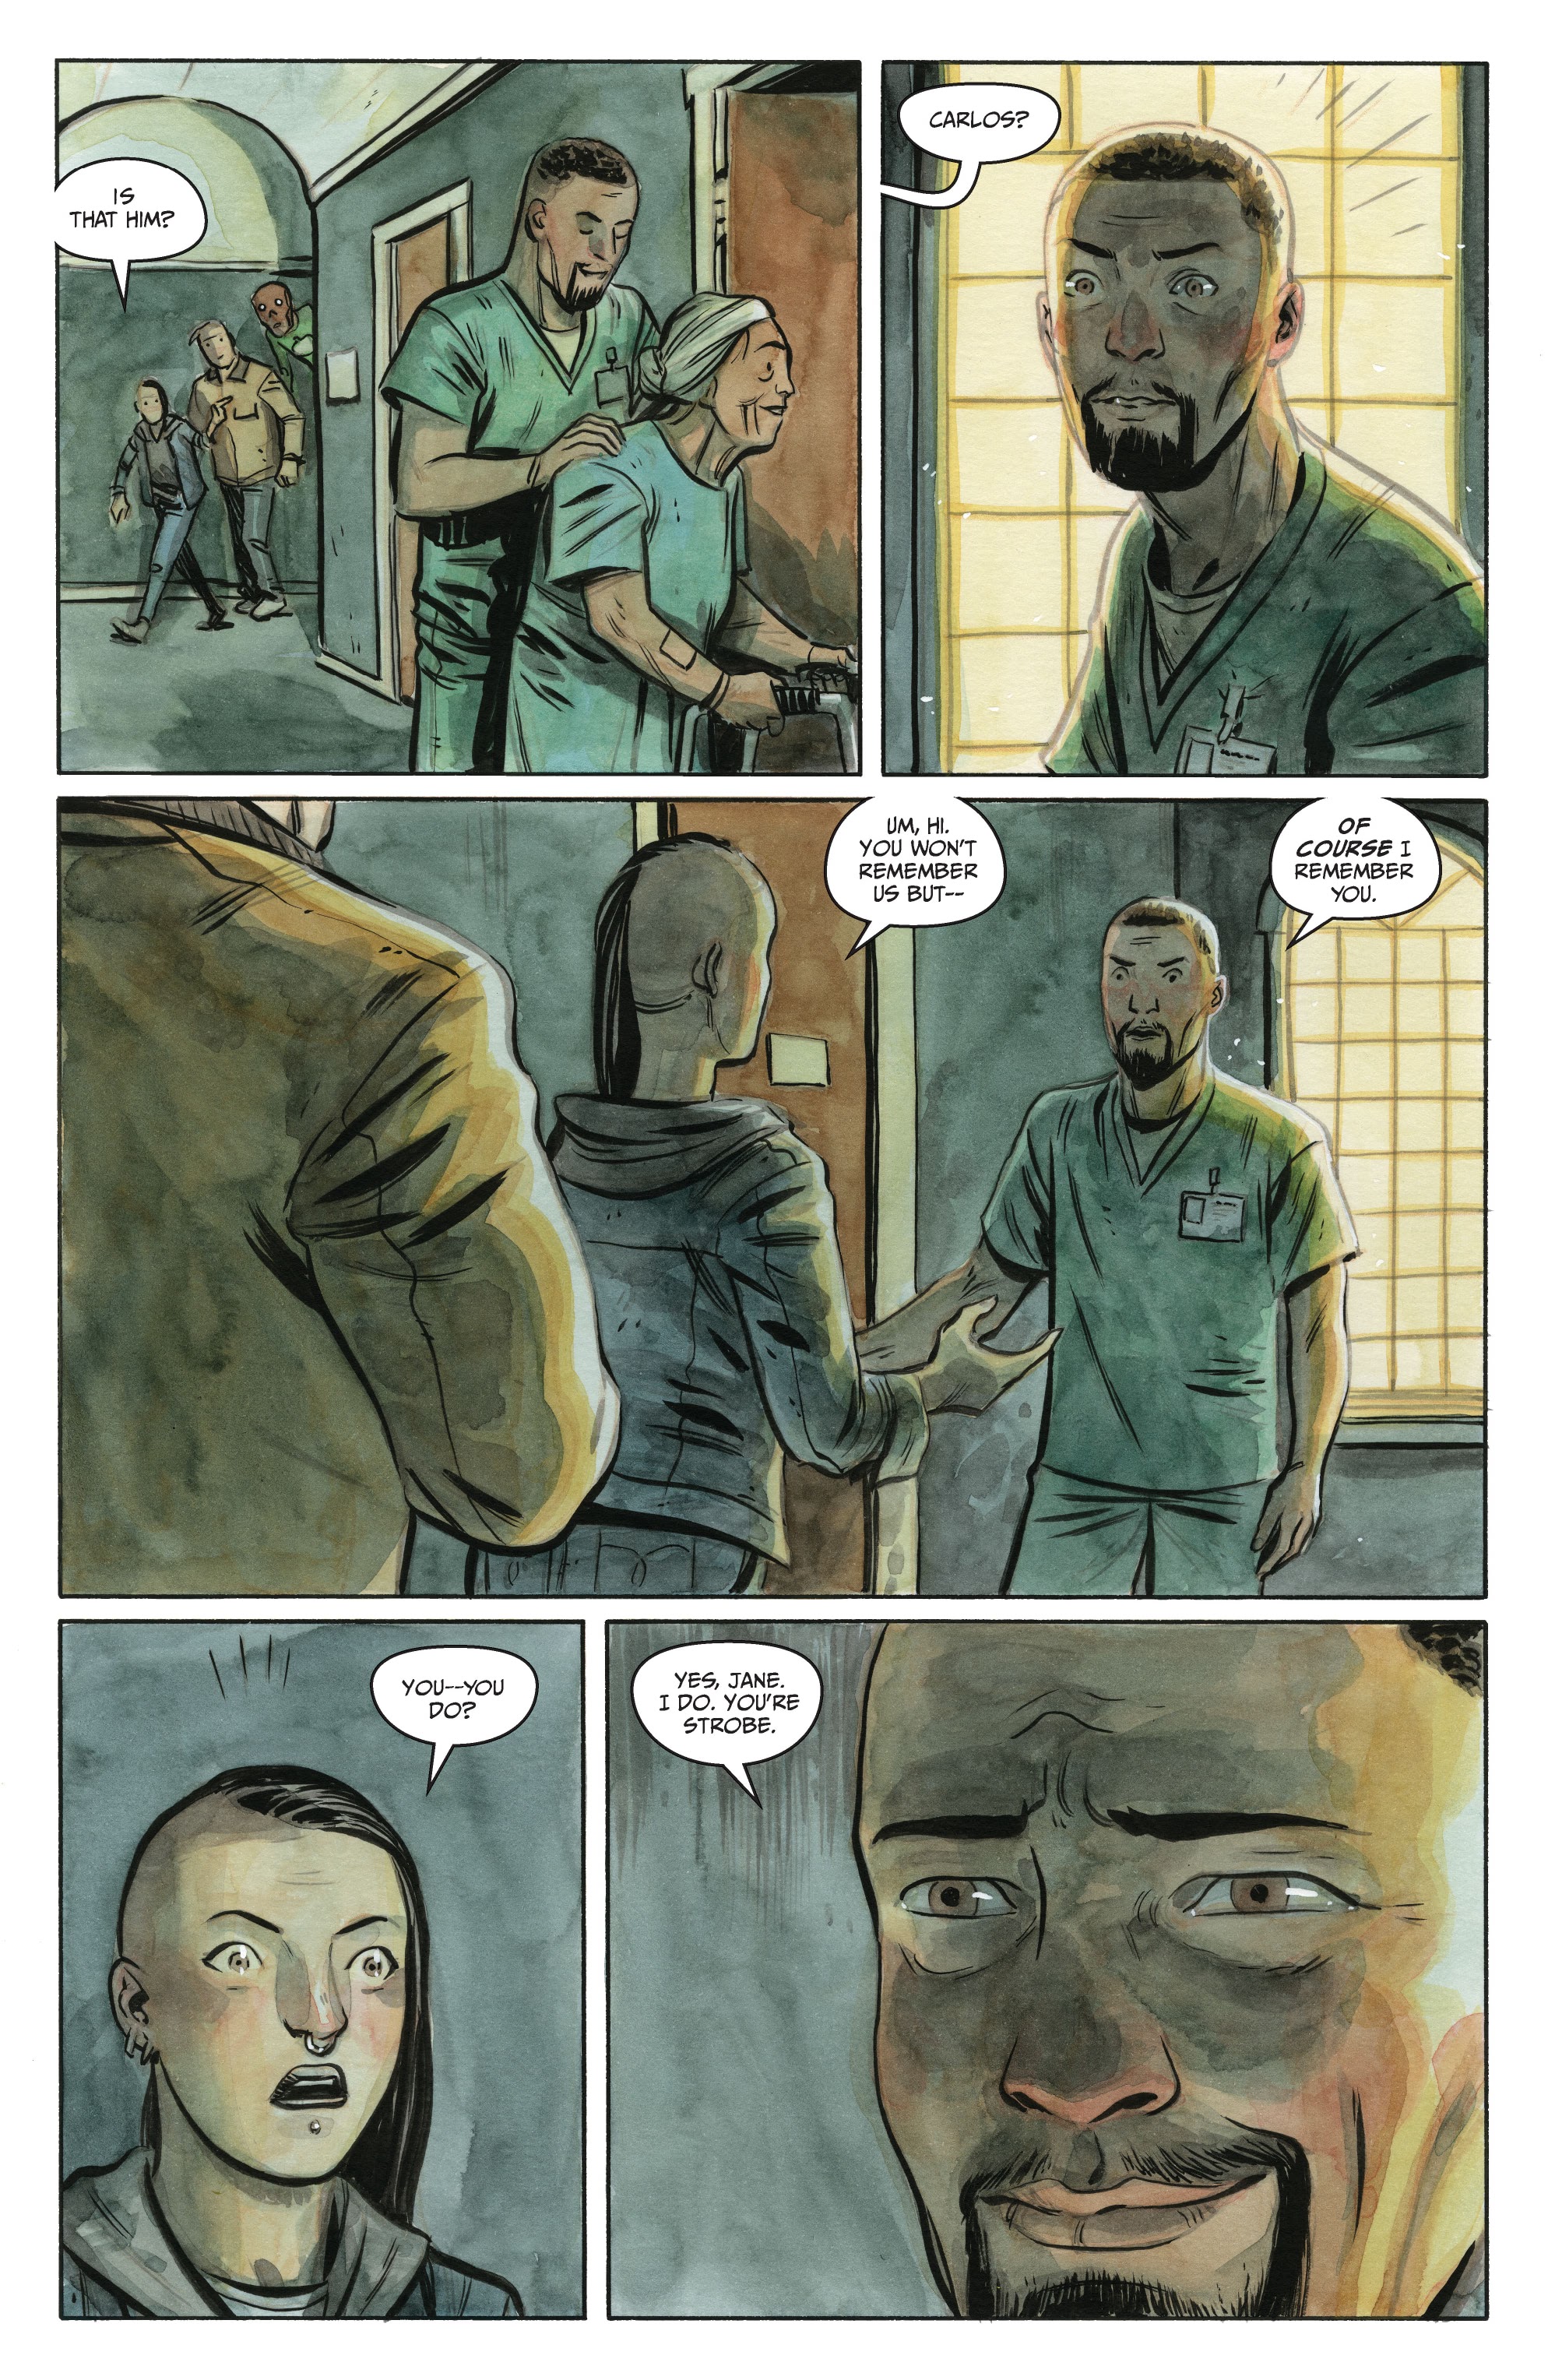 IS
THAT HIM?
CARLOS?
UM, HI.
YOU WON'T
REMEMBER
US BUT--
OF
COURSE I
REMEMBER
YOU.
YOU--YOU
DO?
YES, JANE.
I DO. YOU'RE
STROBE.